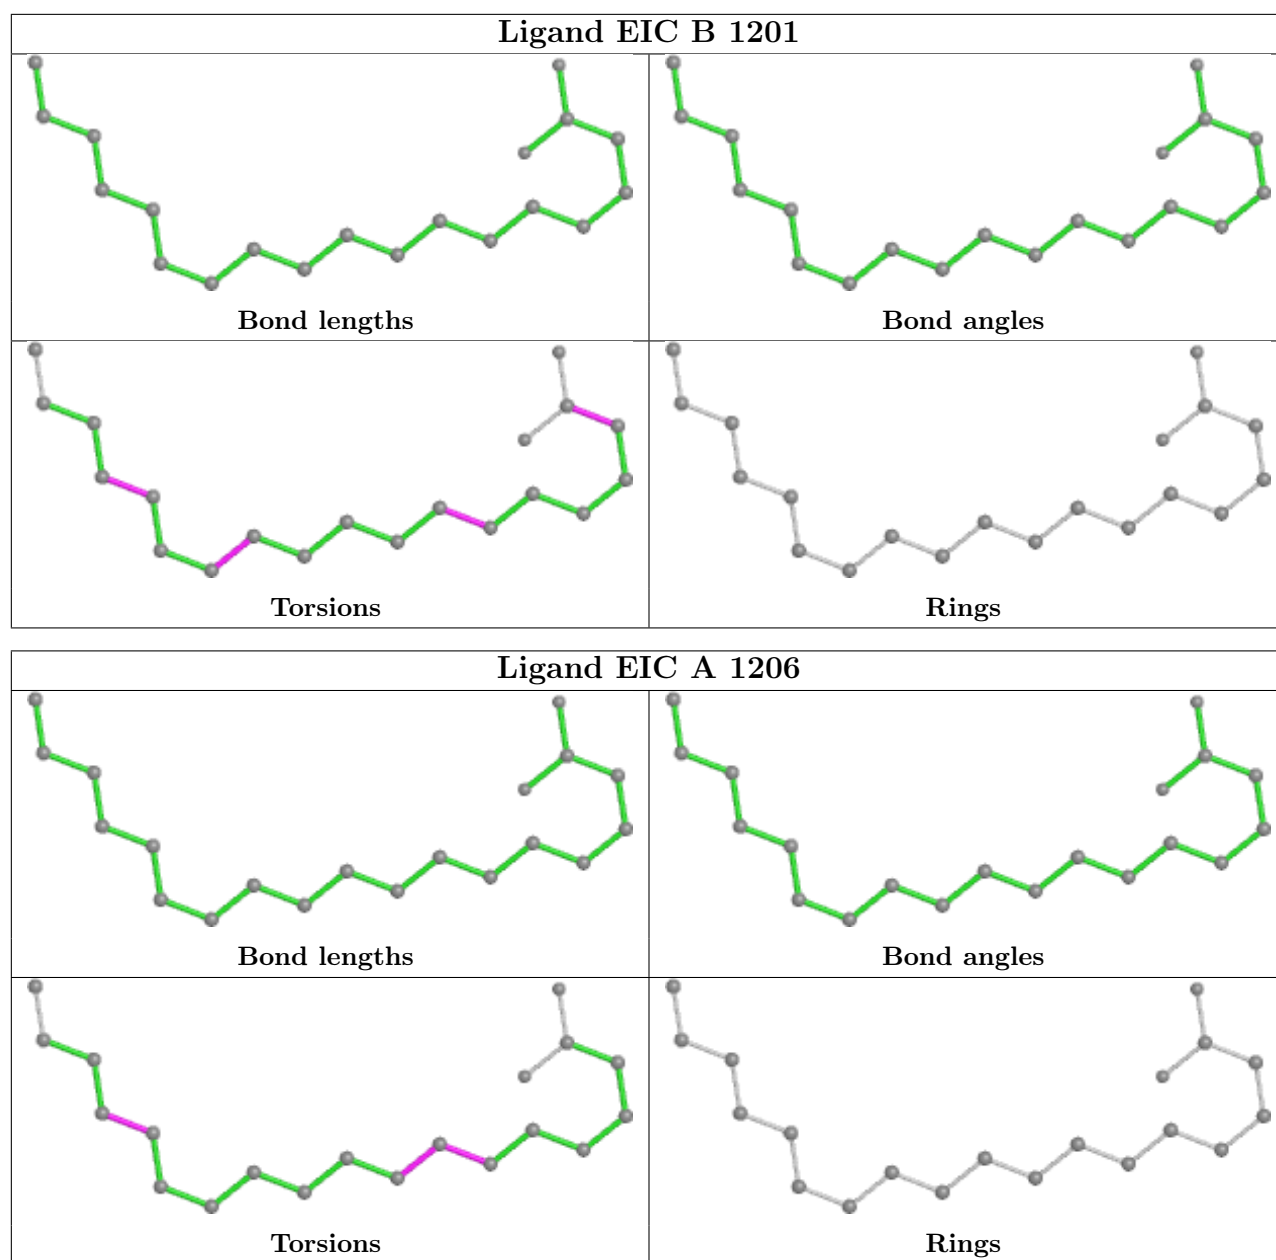 Ligand EIC B 1201
Bond lengths
Bond angles
Torsions
Rings
Ligand EIC A 1206
Bond lengths
Bond angles
Torsions
Rings